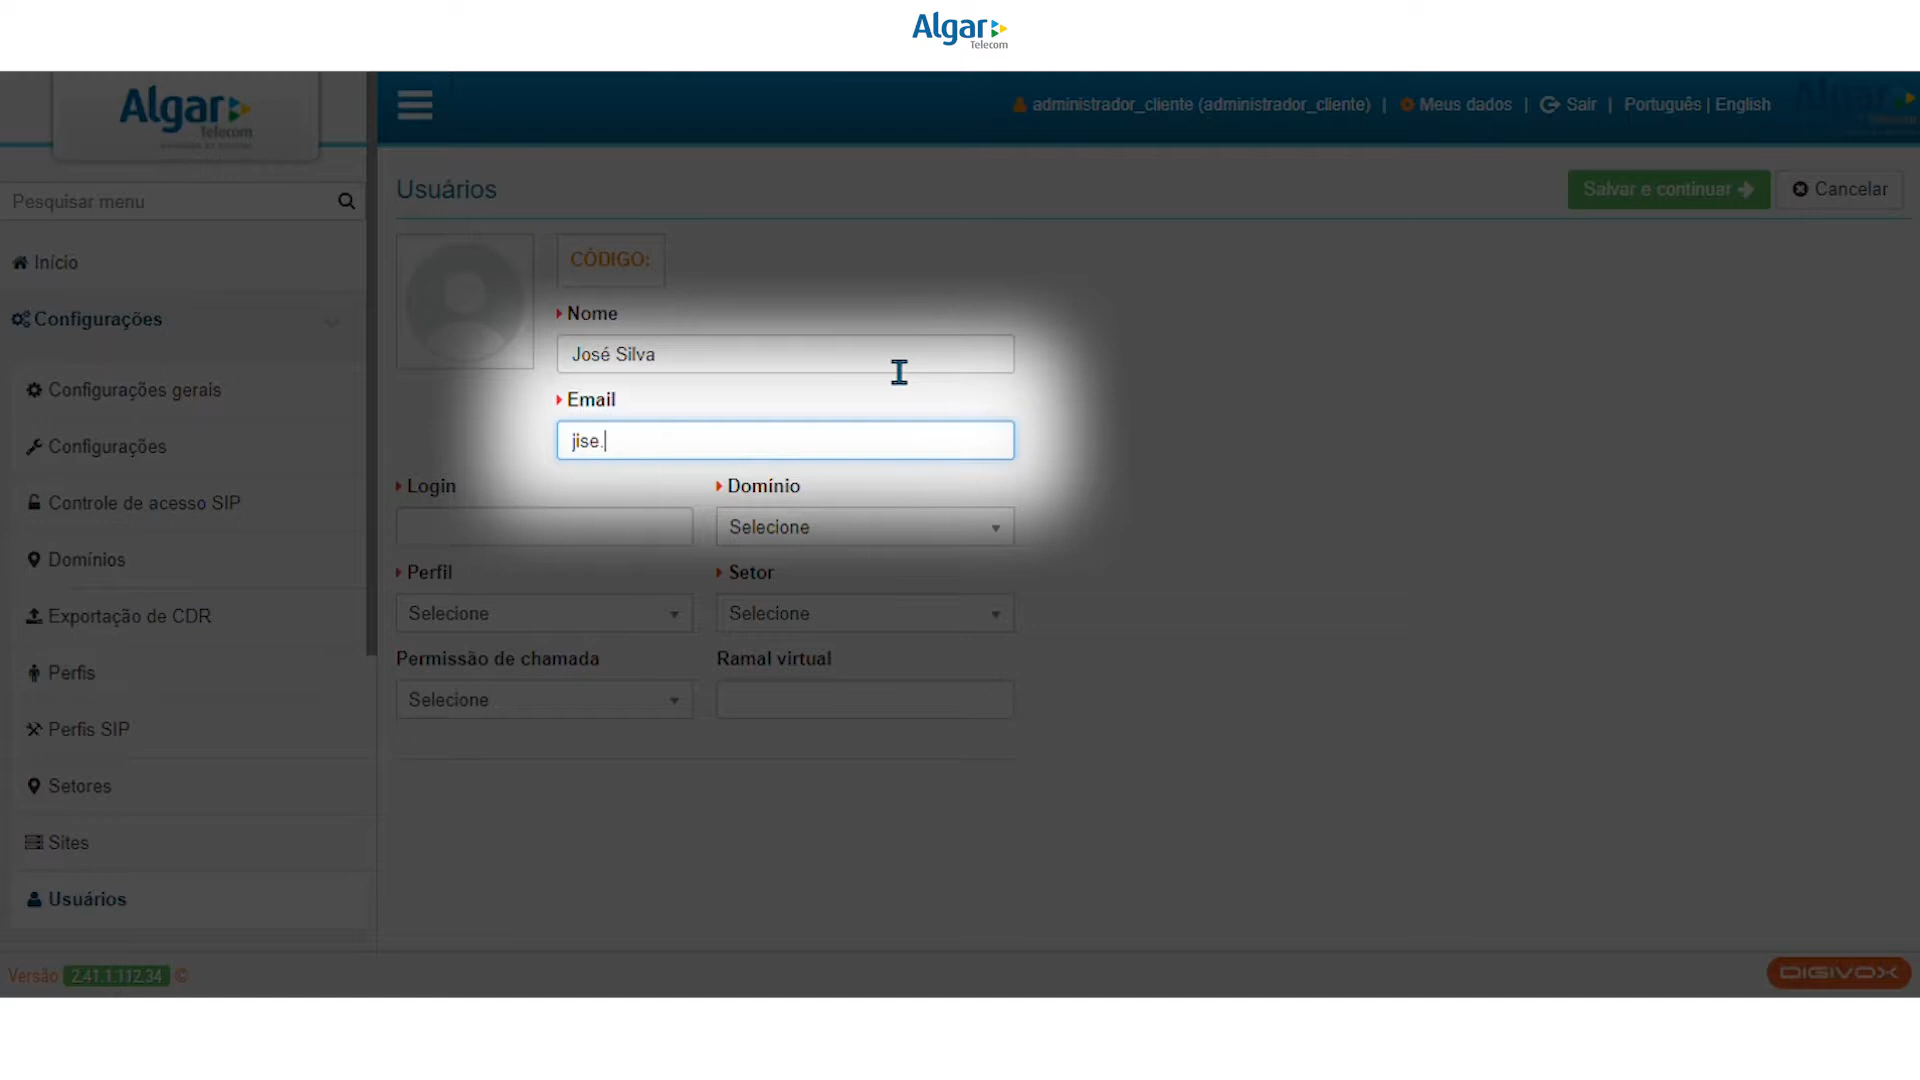 Algar
Telecom
Algar
Telecom
administrador_cliente (administrador_cliente) | Meus dados | Sair | Português | English
Pesquisar menu
Usuários
Salvar e continuar
Cancelar
Início
CÓDIGO:
Configurações
Nome
José Silva
Configurações gerais
Email
jise.
Configurações
Login
Domínio
Controle de acesso SIP
Selecione
Domínios
Perfil
Setor
Exportação de CDR
Selecione
Selecione
Perfis
Permissão de chamada
Ramal virtual
Selecione
Perfis SIP
Setores
Sites
Usuários
Versão 2.41.1.112.34 ©
DIGIVOX